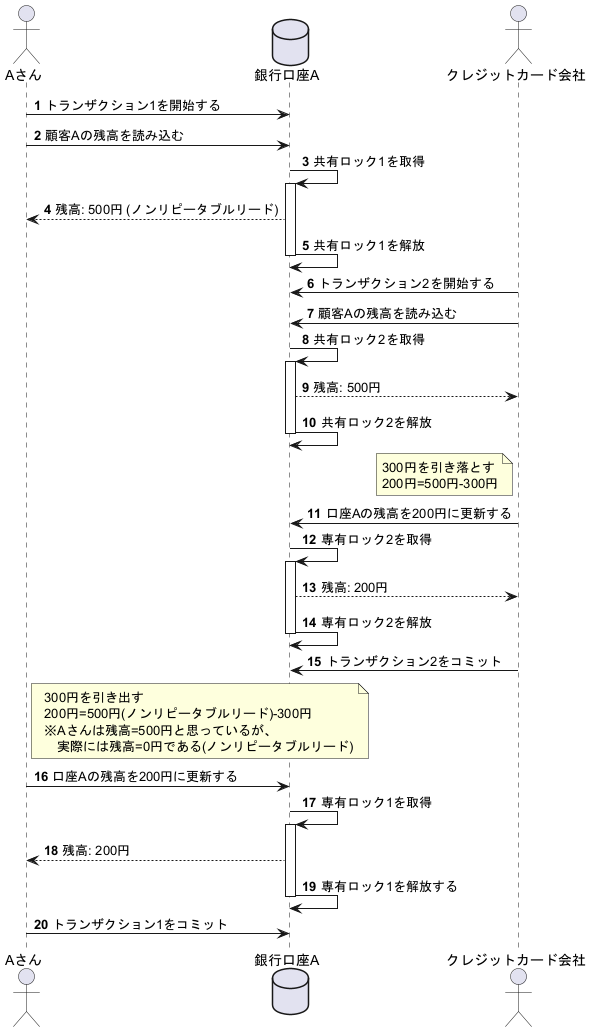 Aさん
銀行口座A
クレジットカード会社
1 トランザクション1を開始する
2 顧客Aの残高を読み込む
3 共有ロック1を取得
4 残高: 500円 (ノンリピータブルリード)
5 共有ロック1を解放
6 トランザクション2を開始する
7 顧客Aの残高を読み込む
8 共有ロック2を取得
9 残高: 500円
10 共有ロック2を解放
300円を引き落とす
200円=500円-300円
11 口座Aの残高を200円に更新する
12 専有ロック2を取得
13 残高: 200円
14 専有ロック2を解放
15 トランザクション2をコミット
300円を引き出す
200円=500円(ノンリピータブルリード)-300円
※Aさんは残高=500円と思っているが、
実際には残高=0円である(ノンリピータブルリード)
16 口座Aの残高を200円に更新する
17 専有ロック1を取得
18 残高: 200円
19 専有ロック1を解放する
20 トランザクション1をコミット
Aさん
銀行口座A
クレジットカード会社